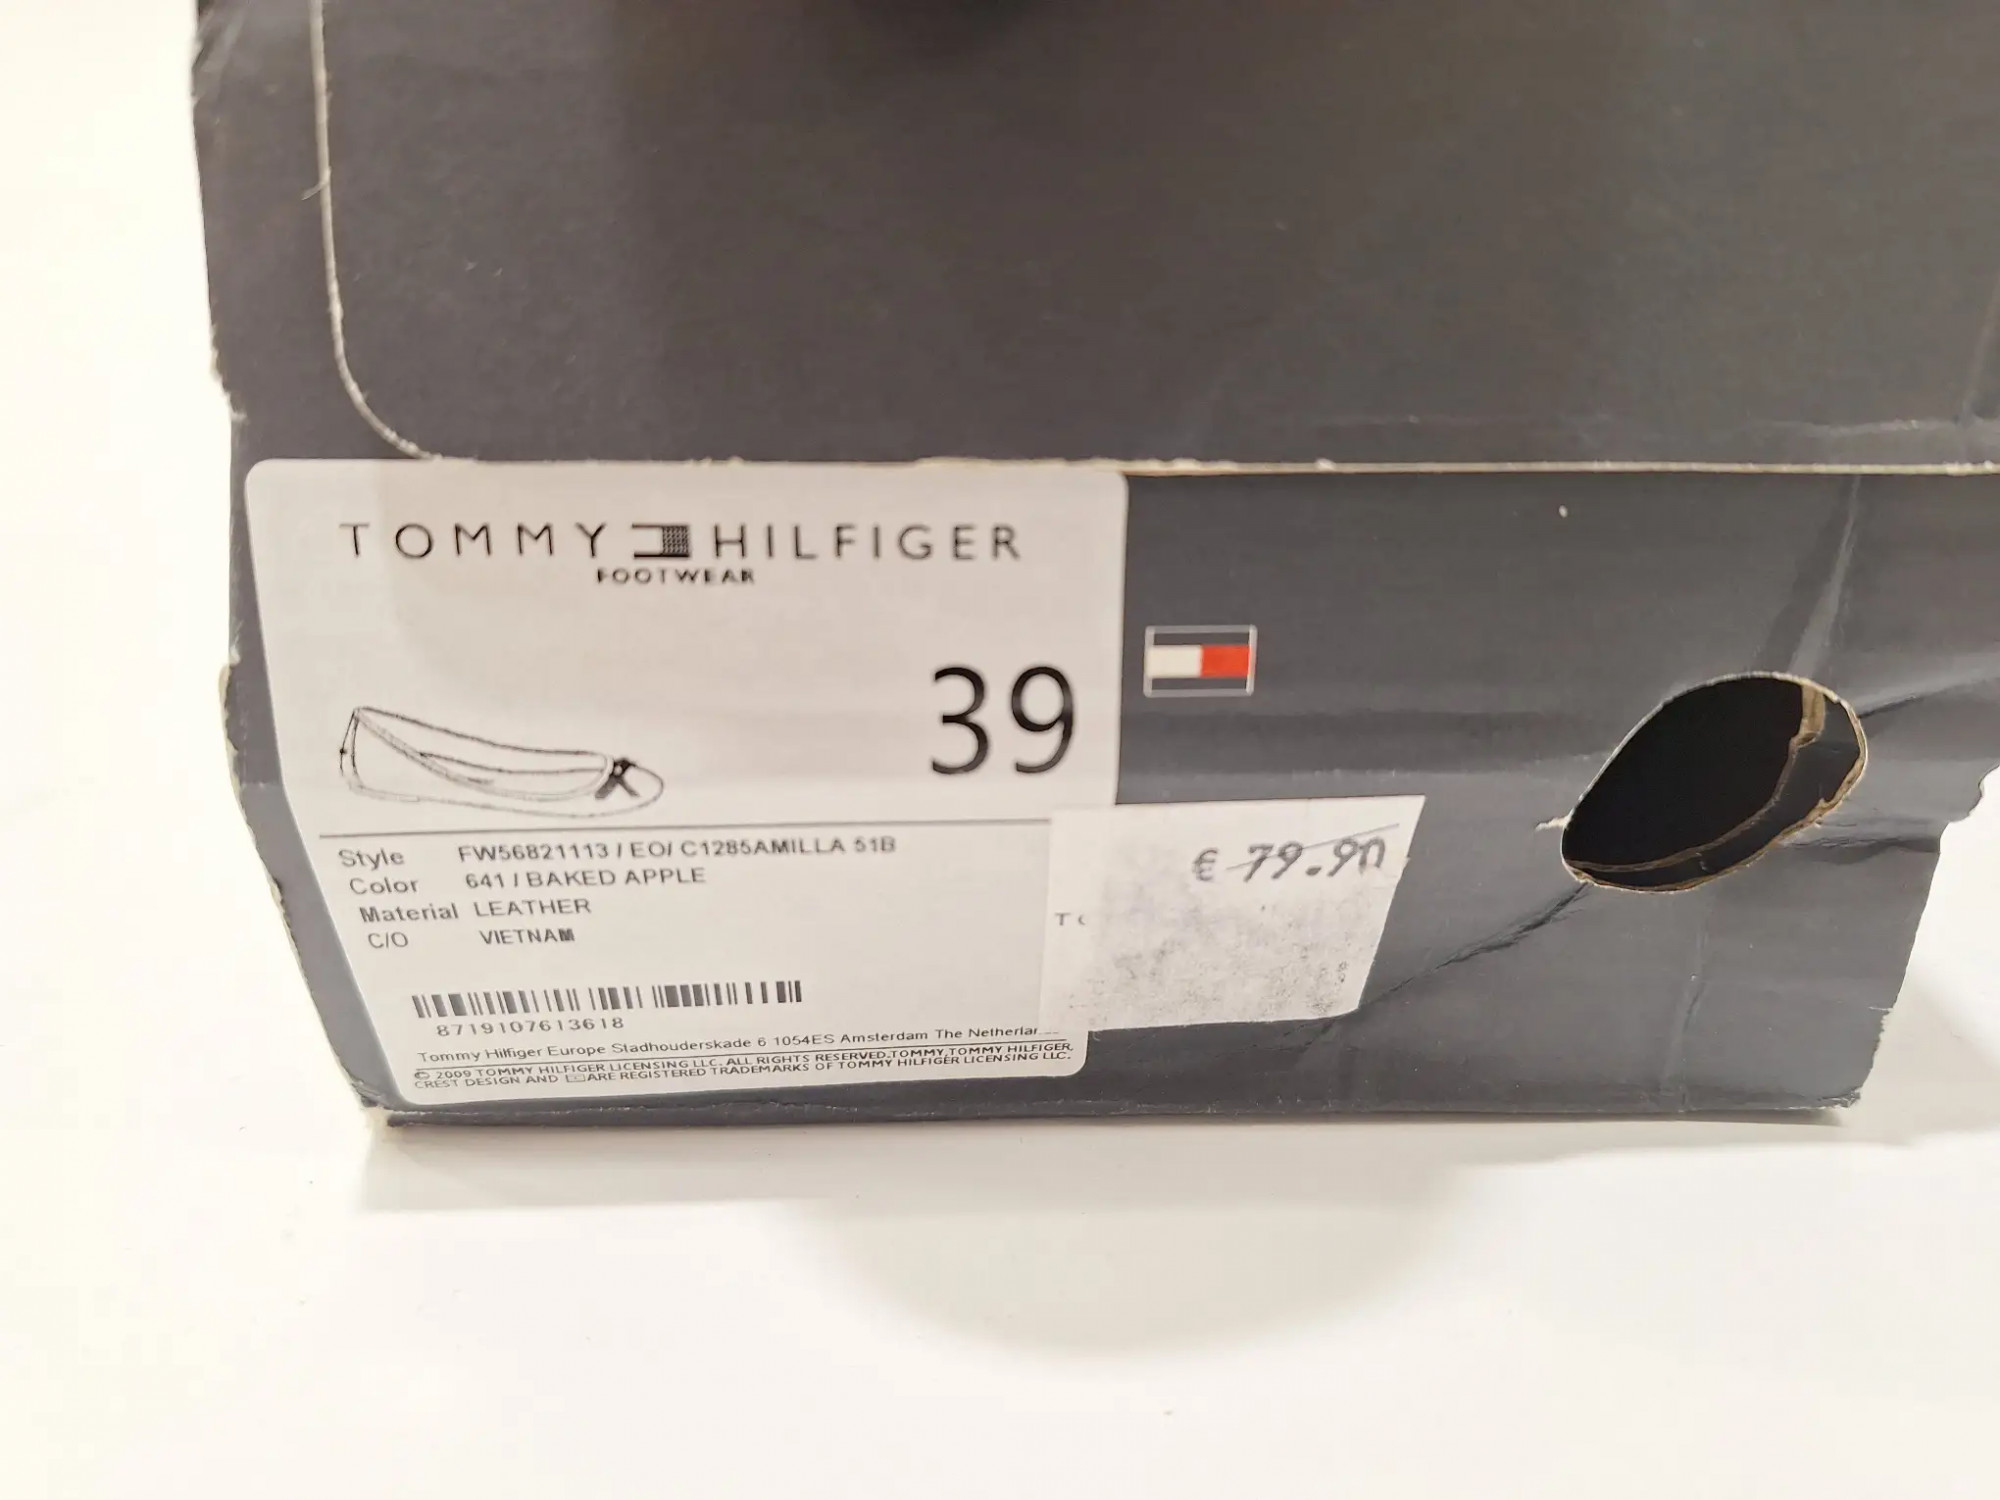 TOMMY HILFIGER
FOOTWEAR
39
Style FW56821113 / EO/ C1285AMILLA 51B
Color 641 / BAKED APPLE
Material LEATHER
C/O VIETNAM
€ 79.90
8719107613618
Tommy Hilfiger Europe Stadhouderskade 6 1054ES Amsterdam The
© 2009 TOMMY HILFIGER LICENSING LLC. ALL RIGHTS RESERVED.TOMMY,TOMMY HILFIGER,
CREST DESIGN AND ARE REGISTERED TRADEMARKS OF TOMMY HILFIGER LICENSING LLC.